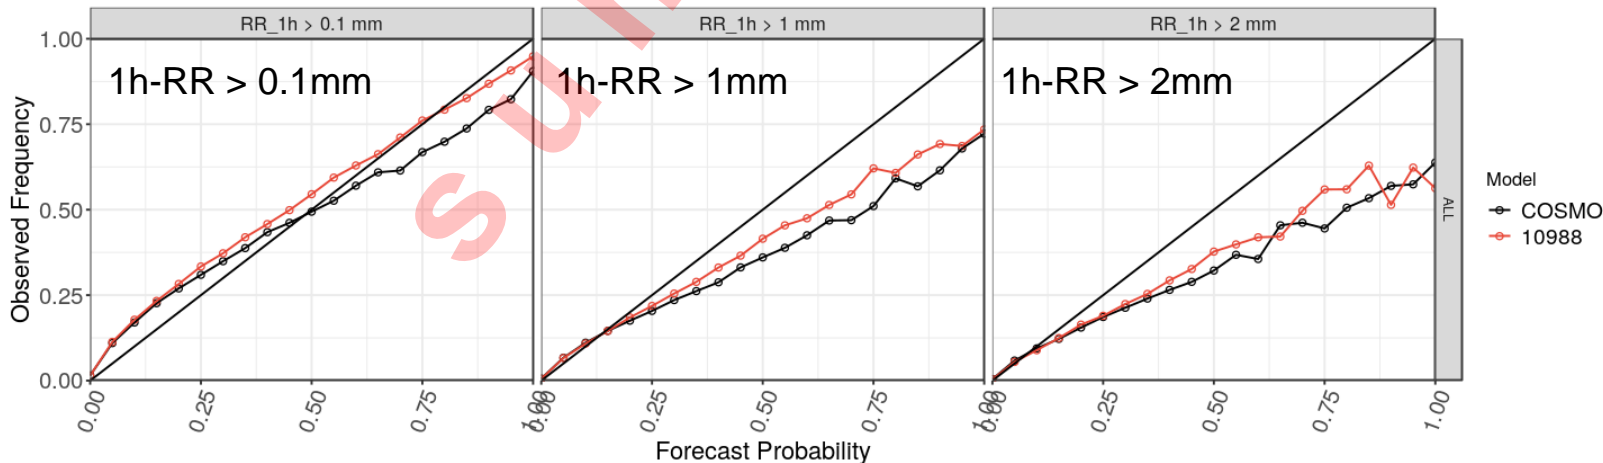 RR_1h > 0.1 mm
RR_1h > 1 mm
RR_1h > 2 mm
1h-RR > 0.1mm
1h-RR > 1mm
1h-RR > 2mm
Observed Frequency
1.00
0.75
0.50
0.25
0.00
0.00 0.25 0.50 0.75 1.00
0.00 0.25 0.50 0.75 1.00
0.00 0.25 0.50 0.75 1.00
Forecast Probability
ALL
Model
COSMO
10988
s u